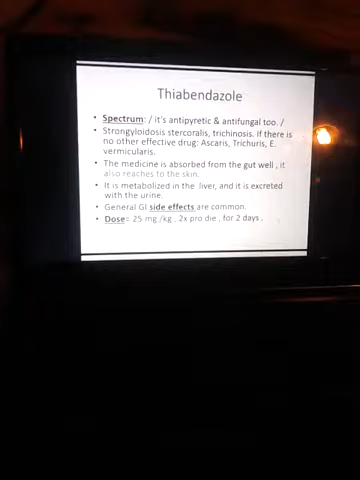 Thiabendazole
• Spectrum: / it's antipyretic & antifungal too. /
• Strongyloidosis stercoralis, trichinosis. If there is
no other effective drug: Ascaris, Trichuris, E.
vermicularis.
• The medicine is absorbed from the gut well , it
also reaches to the skin.
• It is metabolized in the liver, and it is excreted
with the urine.
• General GI side effects are common.
• Dose= 25 mg /kg , 2x pro die , for 2 days .